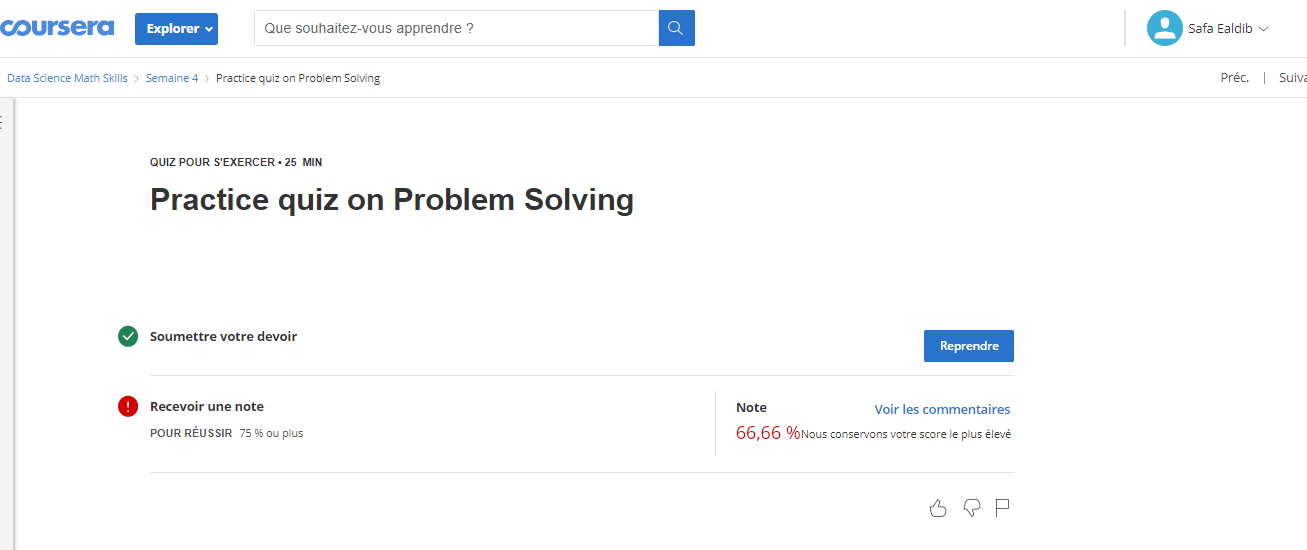 coursera Explorer Que souhaitez-vous apprendre ? Safa Ealdib
Data Science Math Skills > Semaine 4 > Practice quiz on Problem Solving Préc. | Suiva
QUIZ POUR S'EXERCER • 25 MIN
Practice quiz on Problem Solving
Soumettre votre devoir
Reprendre
Recevoir une note
POUR RÉUSSIR 75 % ou plus
Note Voir les commentaires
66,66 % Nous conservons votre score le plus élevé